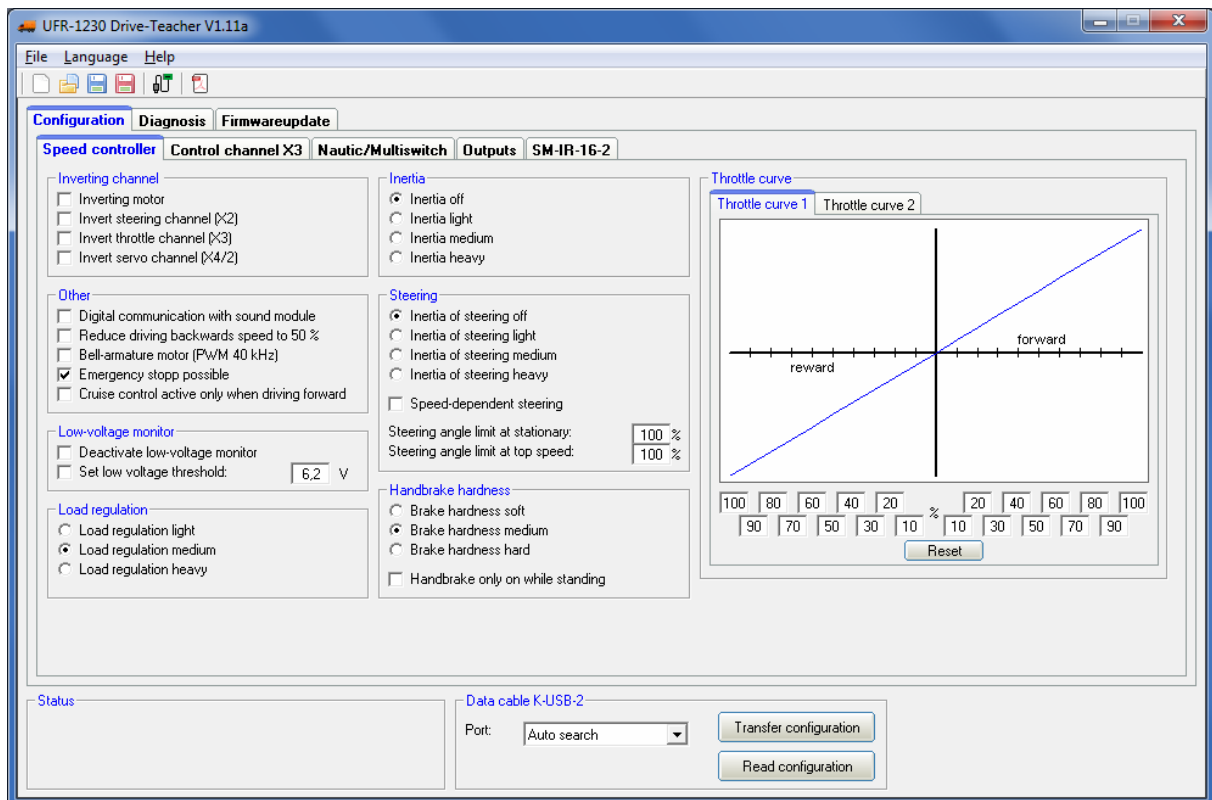 UFR-1230 Drive-Teacher V1.11a
File Language Help
Configuration Diagnosis Firmwareupdate
Speed controller Control channel X3 Nautic/Multiswitch Outputs SM-IR-16-2
Inverting channel
Inverting motor
Invert steering channel (X2)
Invert throttle channel (X3)
Invert servo channel (X4/2)
Other
Digital communication with sound module
Reduce driving backwards speed to 50 %
Bell-armature motor (PWM 40 kHz)
Emergency stopp possible
Cruise control active only when driving forward
Low-voltage monitor
Deactivate low-voltage monitor
Set low voltage threshold: 6,2 V
Load regulation
Load regulation light
Load regulation medium
Load regulation heavy
Inertia
Inertia off
Inertia light
Inertia medium
Inertia heavy
Steering
Inertia of steering off
Inertia of steering light
Inertia of steering medium
Inertia of steering heavy
Speed-dependent steering
Steering angle limit at stationary: 100 %
Steering angle limit at top speed: 100 %
Handbrake hardness
Brake hardness soft
Brake hardness medium
Brake hardness hard
Handbrake only on while standing
Throttle curve
Throttle curve 1 Throttle curve 2
forward
reward
100 80 60 40 20 % 20 40 60 80 100
90 70 50 30 10 10 30 50 70 90
Reset
Status
Data cable K-USB-2
Port: Auto search
Transfer configuration
Read configuration